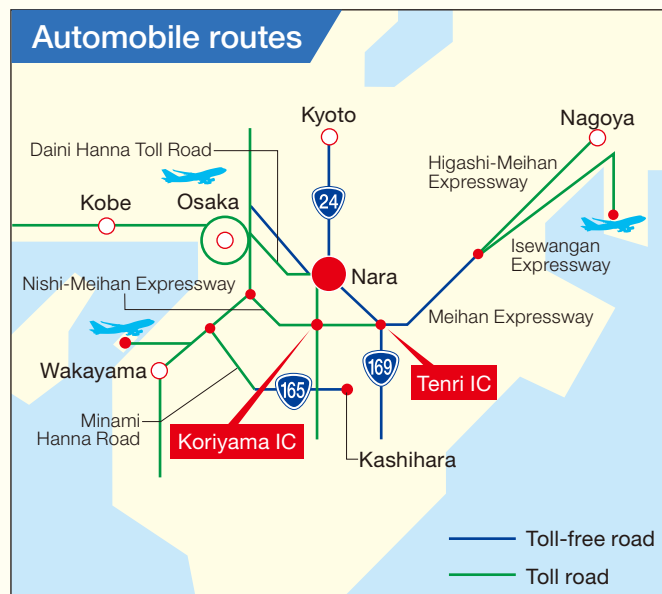 Automobile routes
Kyoto
Nagoya
Daini Hanna Toll Road
Higashi-Meihan
Expressway
24
Kobe
Osaka
Isewangan
Expressway
Nara
Nishi-Meihan Expressway
Meihan Expressway
Wakayama
169
Tenri IC
165
Minami
Hanna Road
Koriyama IC
Kashihara
Toll-free road
Toll road